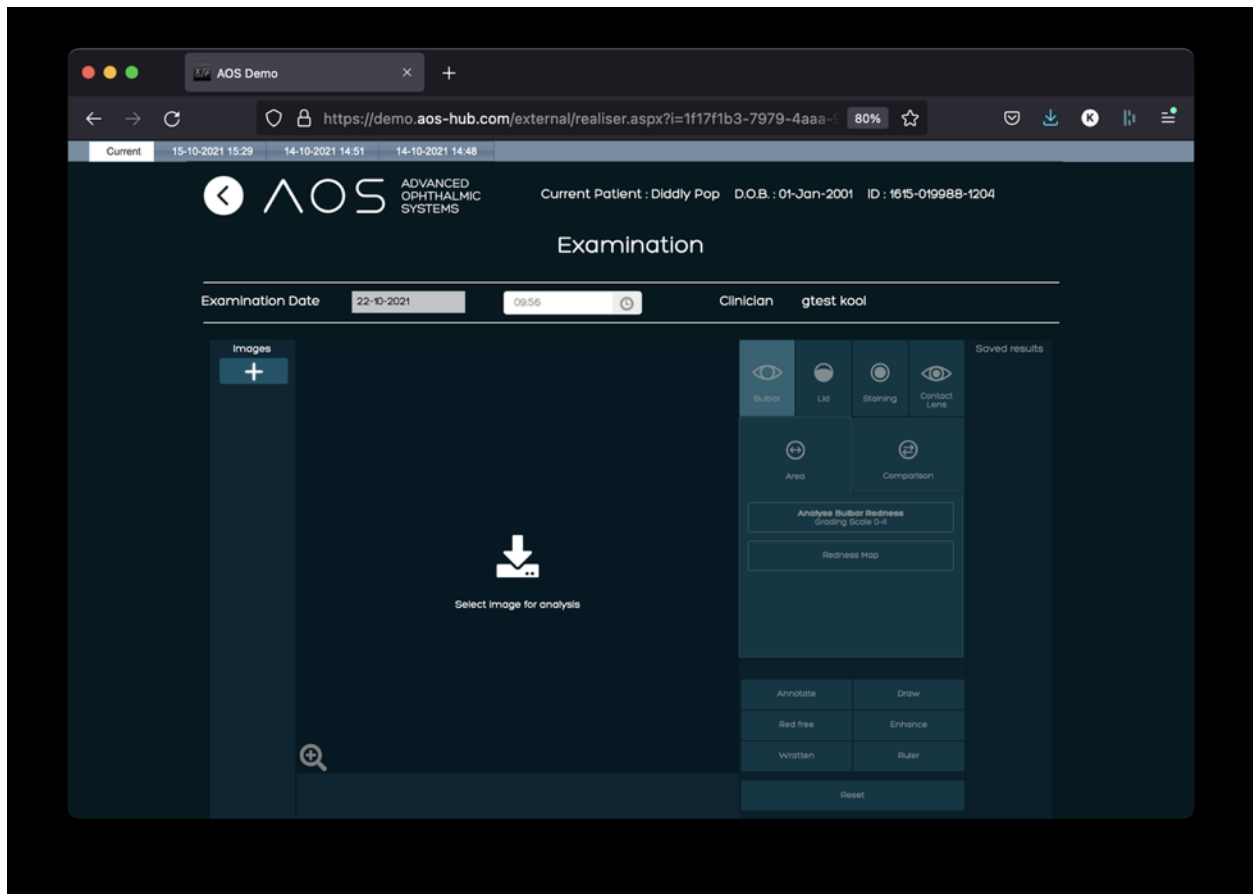 AOS Demo
https://demo.aos-hub.com/external/realiser.aspx?i=1f17f1b3-7979-4aaa- 80%
K
Current 15-10-2021 15:29 14-10-2021 14:51 14-10-2021 14:48
AOS
ADVANCED
OPHTHALMIC
SYSTEMS
Current Patient : Diddly Pop D.O.B. : 01-Jan-2001 ID : 1615-019988-1204
Examination
Examination Date 22-10-2021 09:56 Clinician gtest kool
Images
Bulbar Lid Staining Contact
Lens
Saved results
Area Comparison
Analyse Bulbar Redness
Grading Scale 0-4
Redness Map
Select image for analysis
Annotate Draw
Red free Enhance
Wratten Ruler
Reset